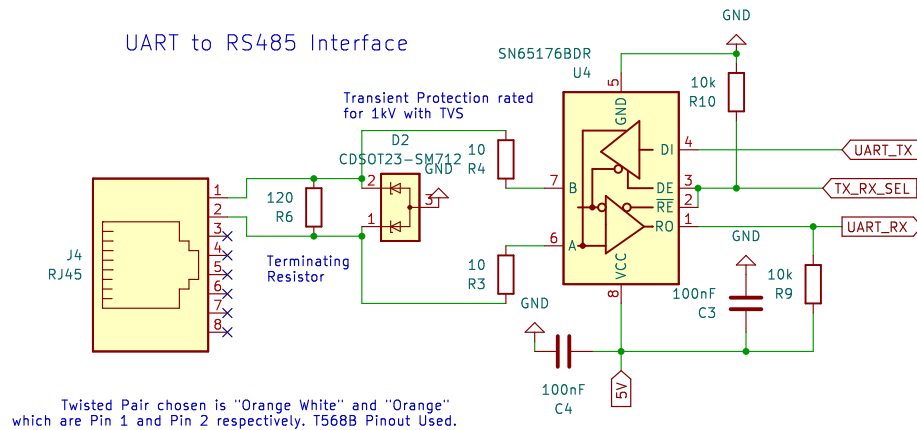 UART to RS485 Interface
GND
SN65176BDR
U4
5
GND
10k
R10
Transient Protection rated
for 1kV with TVS
D2
CDSOT23-SM712
GND
10
R4
4
DI
UART_TX
2
3
1
7
B
DE
3
TX_RX_SEL
RE
2
1
2
3
4
5
6
7
8
120
R6
RO
1
UART_RX
J4
RJ45
Terminating
Resistor
10
R3
6
A
VCC
8
GND
100nF
C3
10k
R9
GND
100nF
C4
5V
Twisted Pair chosen is "Orange White" and "Orange"
which are Pin 1 and Pin 2 respectively. T568B Pinout Used.